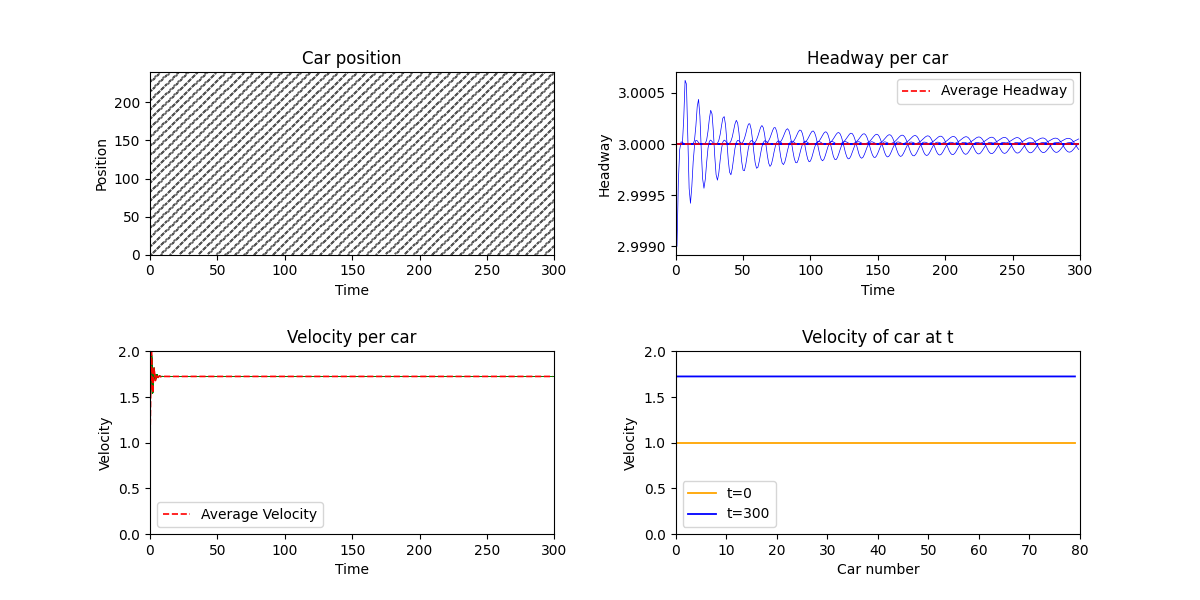 Car position
Position
200
150
100
50
0
0 50 100 150 200 250 300
Time
Headway per car
Headway
3.0005
3.0000
2.9995
2.9990
Average Headway
0 50 100 150 200 250 300
Time
Velocity per car
Velocity
2.0
1.5
1.0
0.5
0.0
Average Velocity
0 50 100 150 200 250 300
Time
Velocity of car at t
Velocity
2.0
1.5
1.0
0.5
0.0
t=0
t=300
0 10 20 30 40 50 60 70 80
Car number